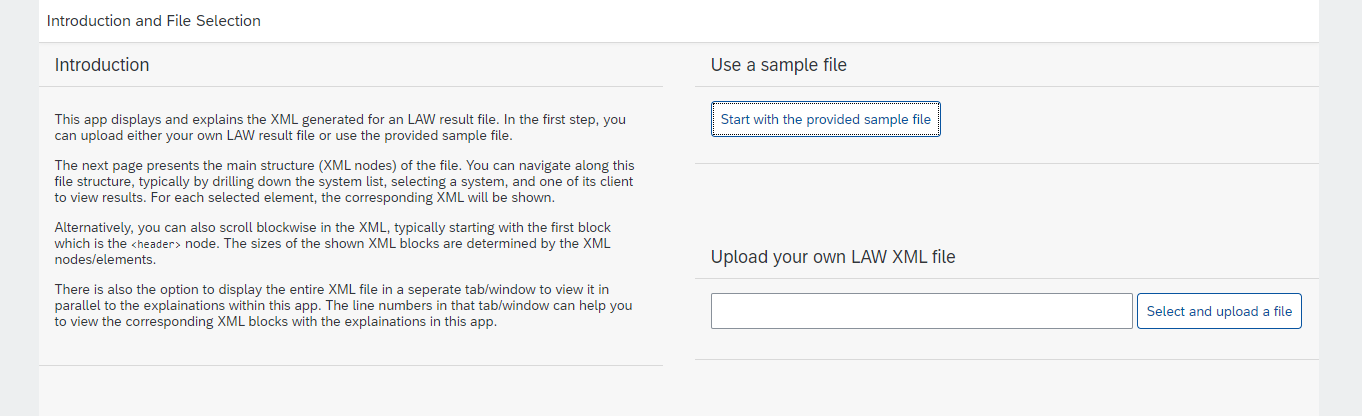 Introduction and File Selection
Introduction
This app displays and explains the XML generated for an LAW result file. In the first step, you
can upload either your own LAW result file or use the provided sample file.
The next page presents the main structure (XML nodes) of the file. You can navigate along this
file structure, typically by drilling down the system list, selecting a system, and one of its client
to view results. For each selected element, the corresponding XML will be shown.
Alternatively, you can also scroll blockwise in the XML, typically starting with the first block
which is the <header> node. The sizes of the shown XML blocks are determined by the XML
nodes/elements.
There is also the option to display the entire XML file in a seperate tab/window to view it in
parallel to the explainations within this app. The line numbers in that tab/window can help you
to view the corresponding XML blocks with the explainations in this app.
Use a sample file
Start with the provided sample file
Upload your own LAW XML file
Select and upload a file